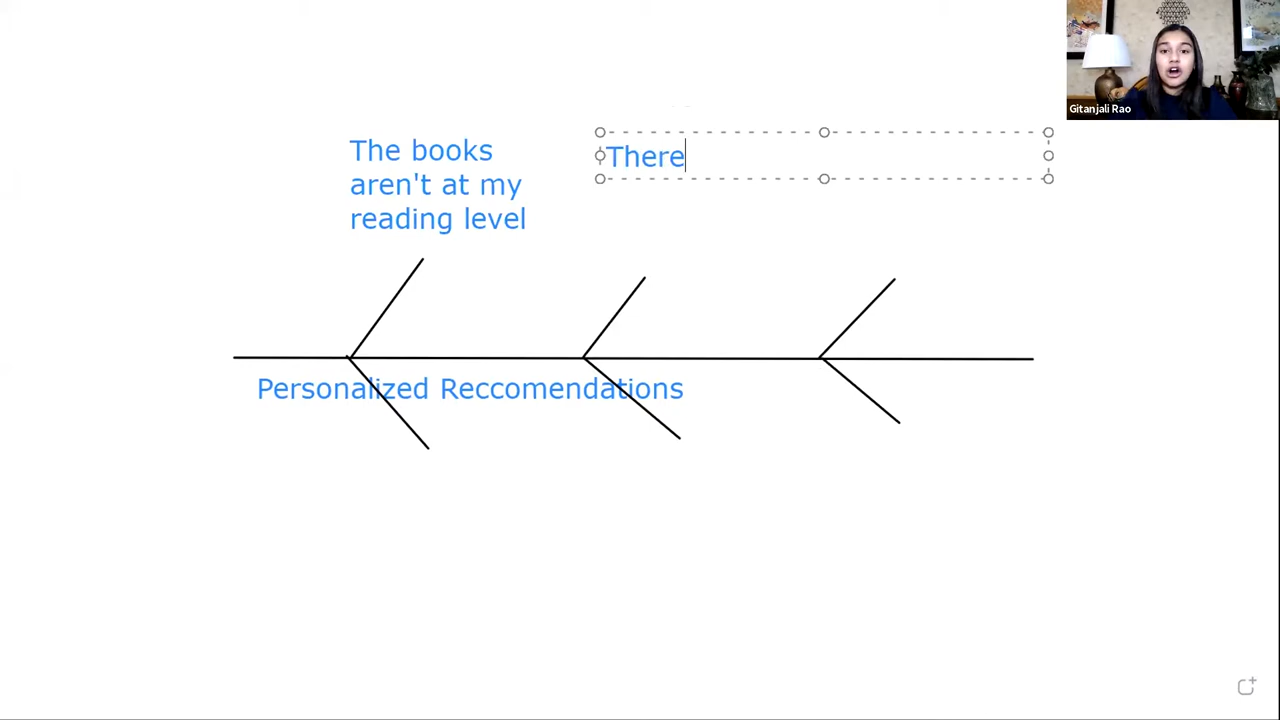 Gitanjali Rao
The books
aren't at my
reading level
There
Personalized Reccomendations